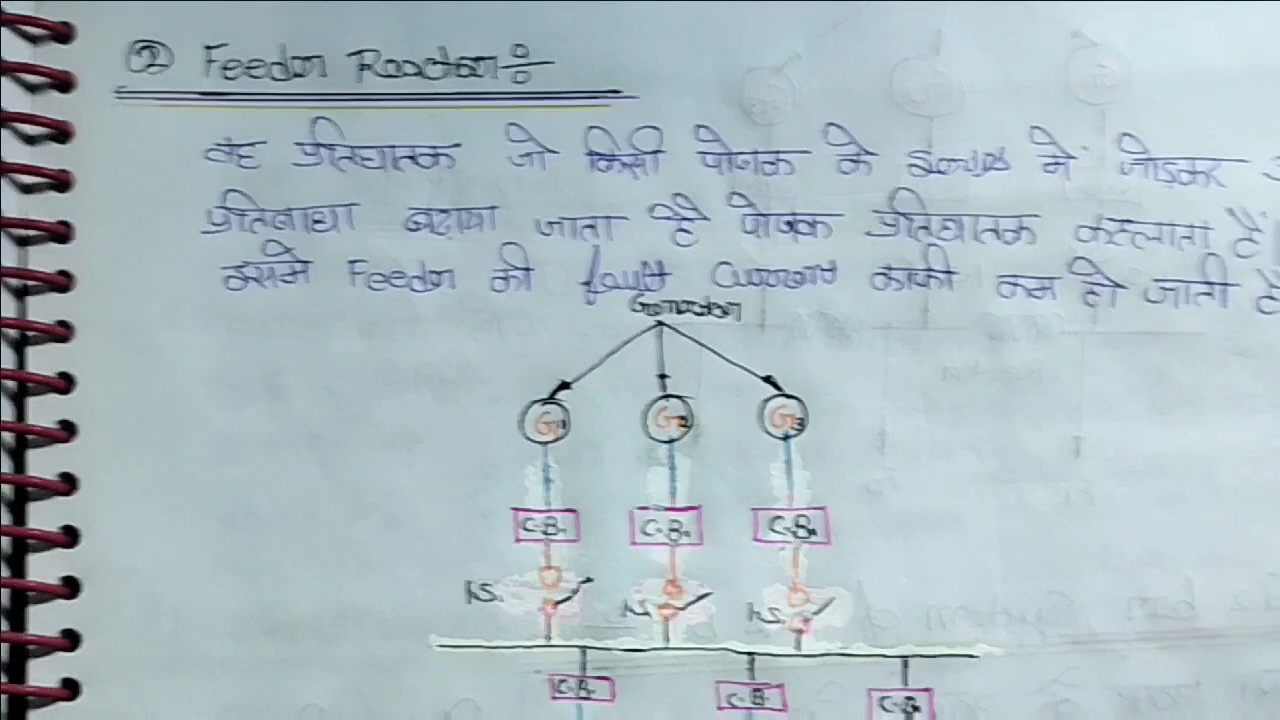 ② Feeder Reactor÷
वह प्रतिघातक जो किसी पोषक के Series में जोड़कर
प्रतिबाधा बढ़ाया जाता है पोषक प्रतिघातक कहलाता है
इसमे Feeder की fault Current काफी कम हो जाती है
Generator
G1 G2 G3
C.B. C.B. C.B.
I.S. I.S. I.S.
C.B. C.B. C.B.